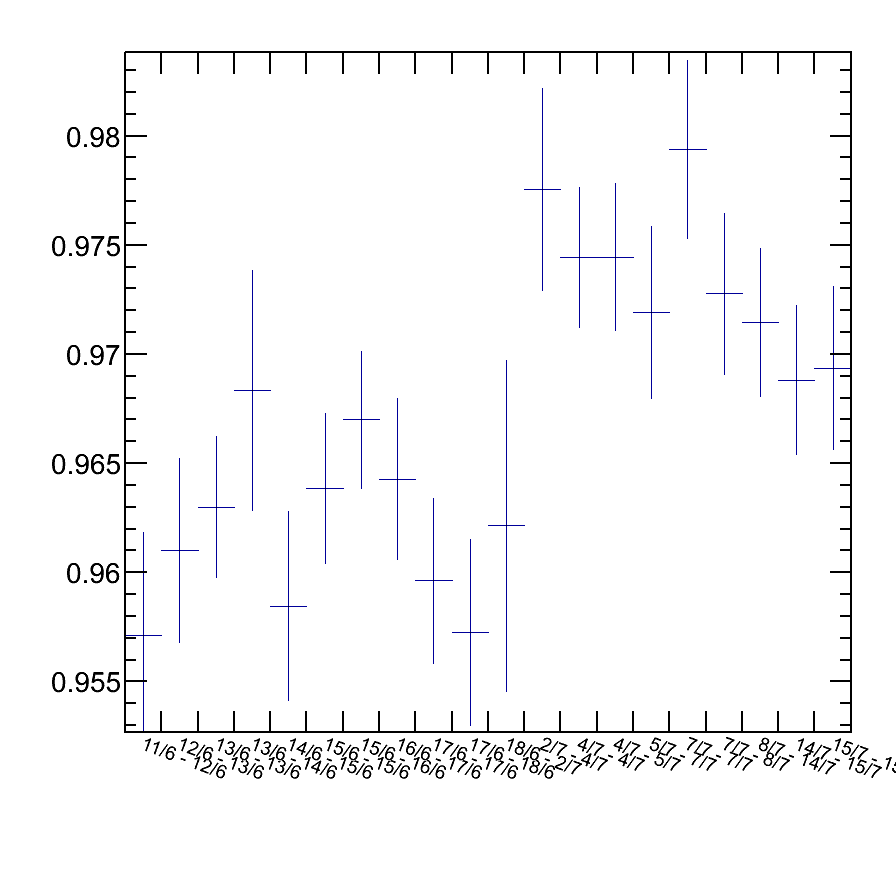 0.98
0.975
0.97
0.965
0.96
0.955
11/6 - 12/6
12/6 - 13/6
13/6 - 13/6
13/6 - 14/6
14/6 - 15/6
15/6 - 15/6
15/6 - 16/6
16/6 - 17/6
17/6 - 17/6
17/6 - 18/6
18/6 - 2/7
2/7 - 4/7
4/7 - 4/7
4/7 - 5/7
5/7 - 7/7
7/7 - 7/7
7/7 - 8/7
8/7 - 14/7
14/7 - 15/7
15/7 - 15